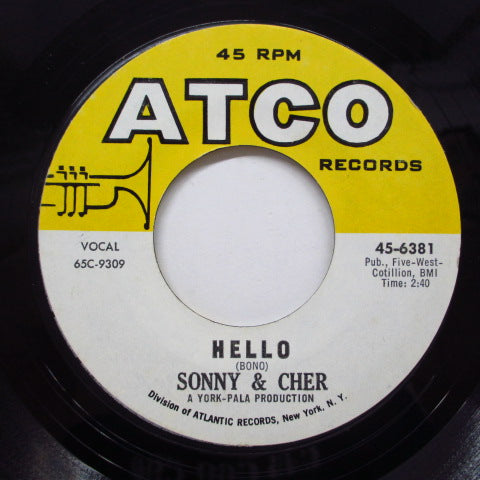 45 RPM
ATCO
RECORDS
VOCAL
65C-9309
45-6381
Pub., Five-West-
Cotillion, BMI
Time: 2:40
HELLO
(BONO)
SONNY & CHER
A YORK-PALA PRODUCTION
Division of ATLANTIC RECORDS, New York, N. Y.